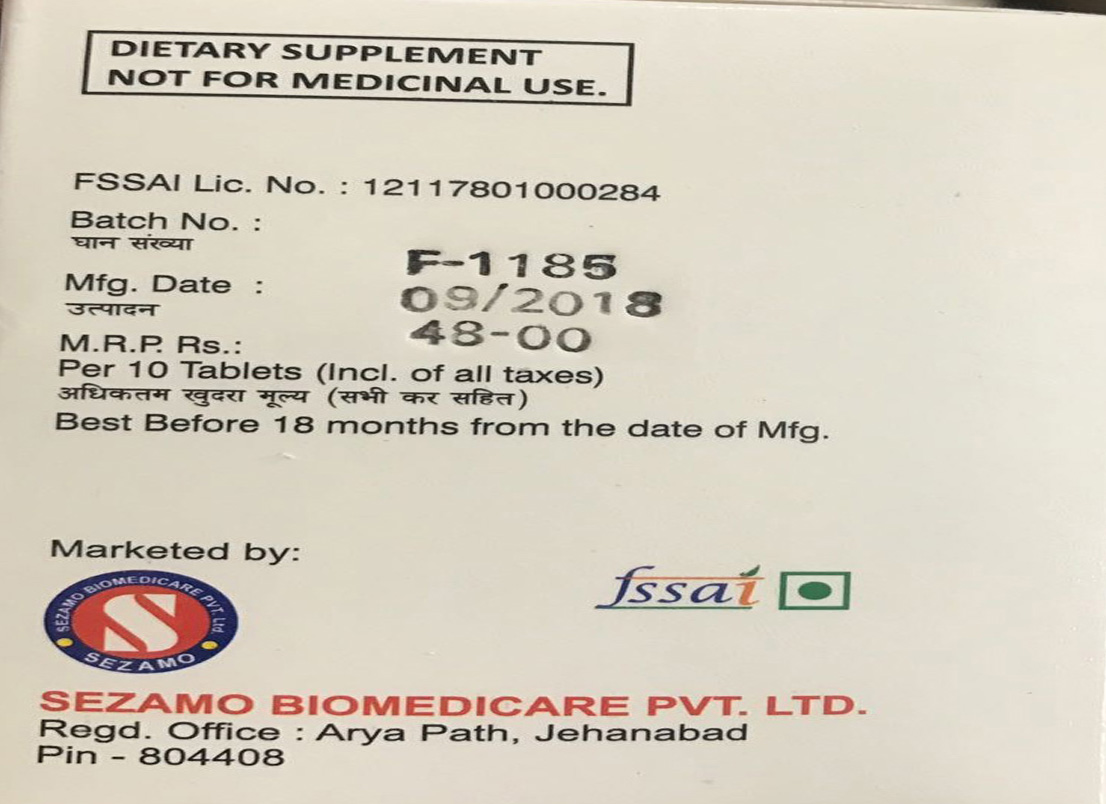 DIETARY SUPPLEMENT
NOT FOR MEDICINAL USE.
FSSAI Lic. No. : 12117801000284
Batch No. :
घान संख्या
F-1185
Mfg. Date :
उत्पादन
09/2018
M.R.P. Rs.:
48-00
Per 10 Tablets (Incl. of all taxes)
अधिकतम खुदरा मूल्य (सभी कर सहित)
Best Before 18 months from the date of Mfg.
Marketed by:
SEZAMO BIOMEDICARE PVT. Ltd.
S
SEZAMO
fssai
SEZAMO BIOMEDICARE PVT. LTD.
Regd. Office : Arya Path, Jehanabad
Pin - 804408